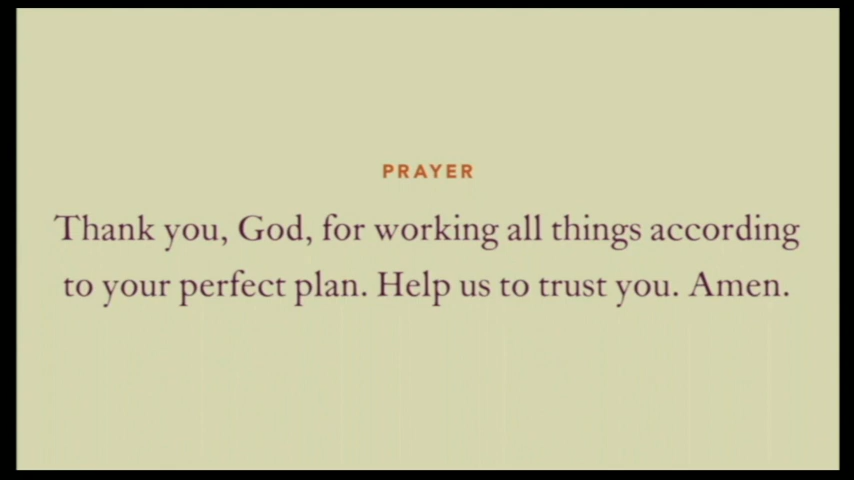 PRAYER
Thank you, God, for working all things according
to your perfect plan. Help us to trust you. Amen.